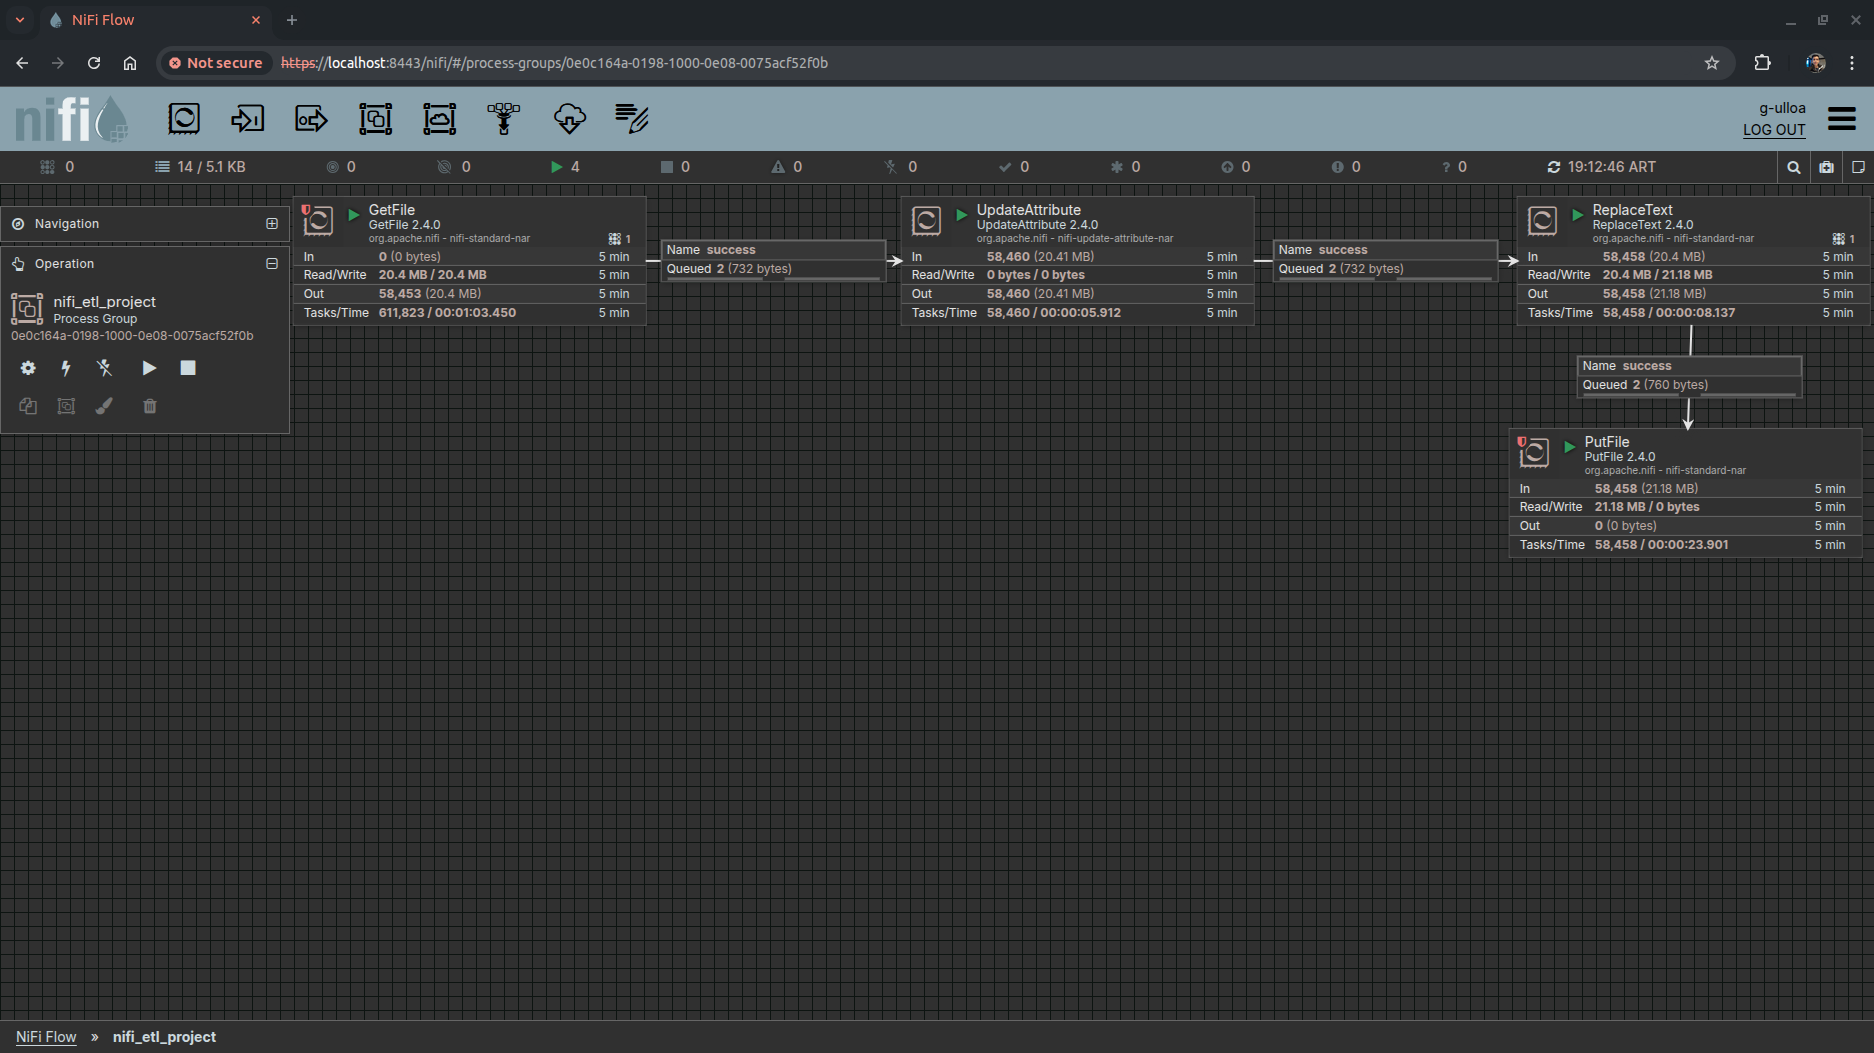 NiFi Flow
Not secure
https://localhost:8443/nifi/#/process-groups/0e0c164a-0198-1000-0e08-0075acf52f0b
nifi
g-ulloa
LOG OUT
0
14 / 5.1 KB
0
0
4
0
0
0
0
0
0
0
? 0
19:12:46 ART
Navigation
Operation
nifi_etl_project
Process Group
0e0c164a-0198-1000-0e08-0075acf52f0b
GetFile
GetFile 2.4.0
org.apache.nifi - nifi-standard-nar
1
In 0 (0 bytes) 5 min
Read/Write 20.4 MB / 20.4 MB 5 min
Out 58,453 (20.4 MB) 5 min
Tasks/Time 611,823 / 00:01:03.450 5 min
Name success
Queued 2 (732 bytes)
UpdateAttribute
UpdateAttribute 2.4.0
org.apache.nifi - nifi-update-attribute-nar
In 58,460 (20.41 MB) 5 min
Read/Write 0 bytes / 0 bytes 5 min
Out 58,460 (20.41 MB) 5 min
Tasks/Time 58,460 / 00:00:05.912 5 min
Name success
Queued 2 (732 bytes)
ReplaceText
ReplaceText 2.4.0
org.apache.nifi - nifi-standard-nar
1
In 58,458 (20.4 MB) 5 min
Read/Write 20.4 MB / 21.18 MB 5 min
Out 58,458 (21.18 MB) 5 min
Tasks/Time 58,458 / 00:00:08.137 5 min
Name success
Queued 2 (760 bytes)
PutFile
PutFile 2.4.0
org.apache.nifi - nifi-standard-nar
In 58,458 (21.18 MB) 5 min
Read/Write 21.18 MB / 0 bytes 5 min
Out 0 (0 bytes) 5 min
Tasks/Time 58,458 / 00:00:23.901 5 min
NiFi Flow » nifi_etl_project